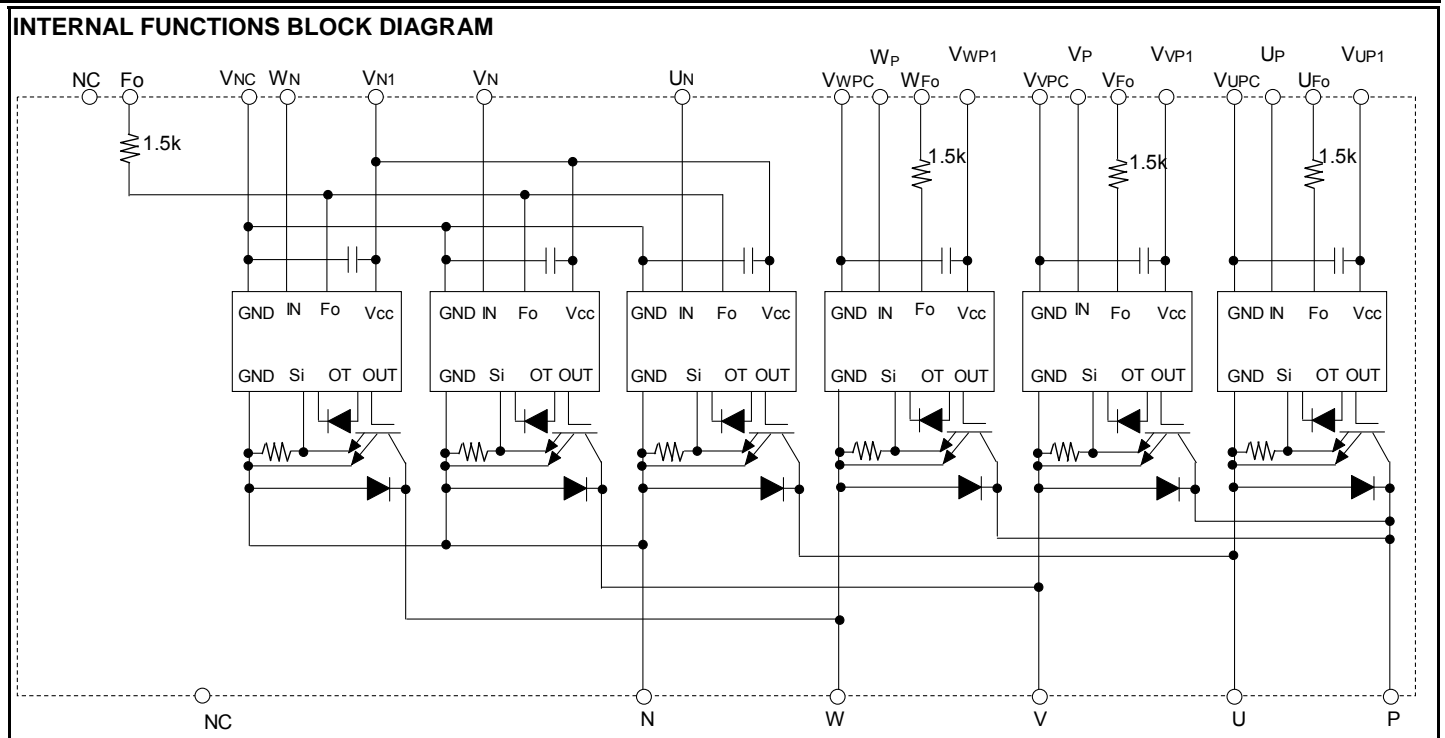 INTERNAL FUNCTIONS BLOCK DIAGRAM
NC Fo VNC WN VN1 VN UN VWPC WP WFo VWP1 VVPC VP VFo VVP1 VUPC UP UFo VUP1
1.5k 1.5k 1.5k 1.5k
GND IN Fo Vcc GND IN Fo Vcc GND IN Fo Vcc GND IN Fo Vcc GND IN Fo Vcc GND IN Fo Vcc
GND Si OT OUT GND Si OT OUT GND Si OT OUT GND Si OT OUT GND Si OT OUT GND Si OT OUT
NC N W V U P